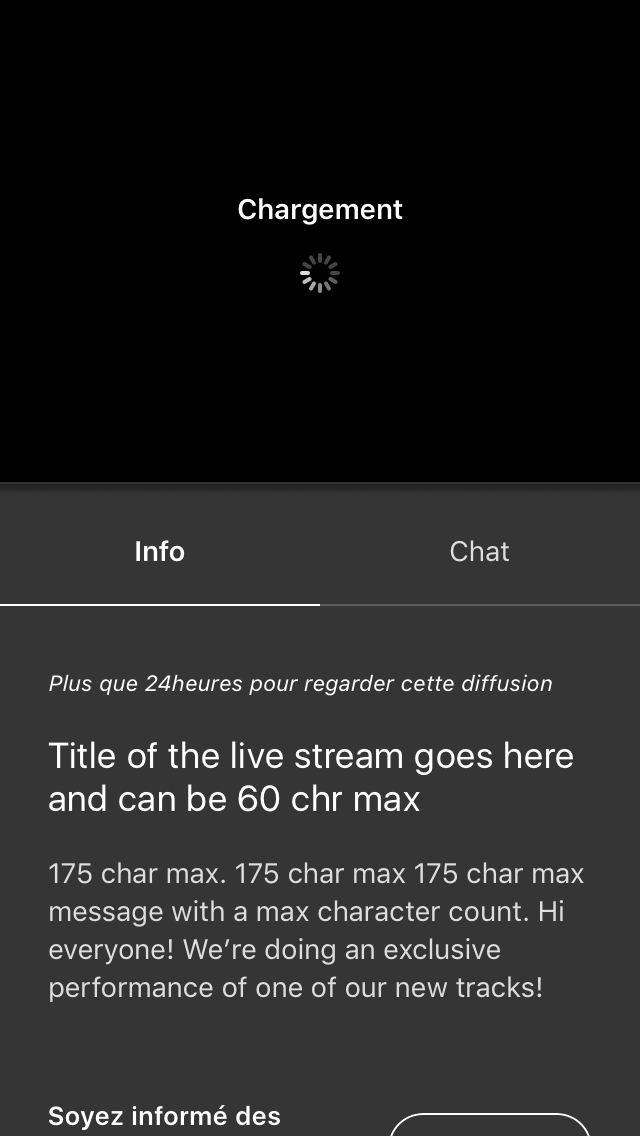 Chargement
Info
Chat
Plus que 24heures pour regarder cette diffusion
Title of the live stream goes here
and can be 60 chr max
175 char max. 175 char max 175 char max
message with a max character count. Hi
everyone! We’re doing an exclusive
performance of one of our new tracks!
Soyez informé des